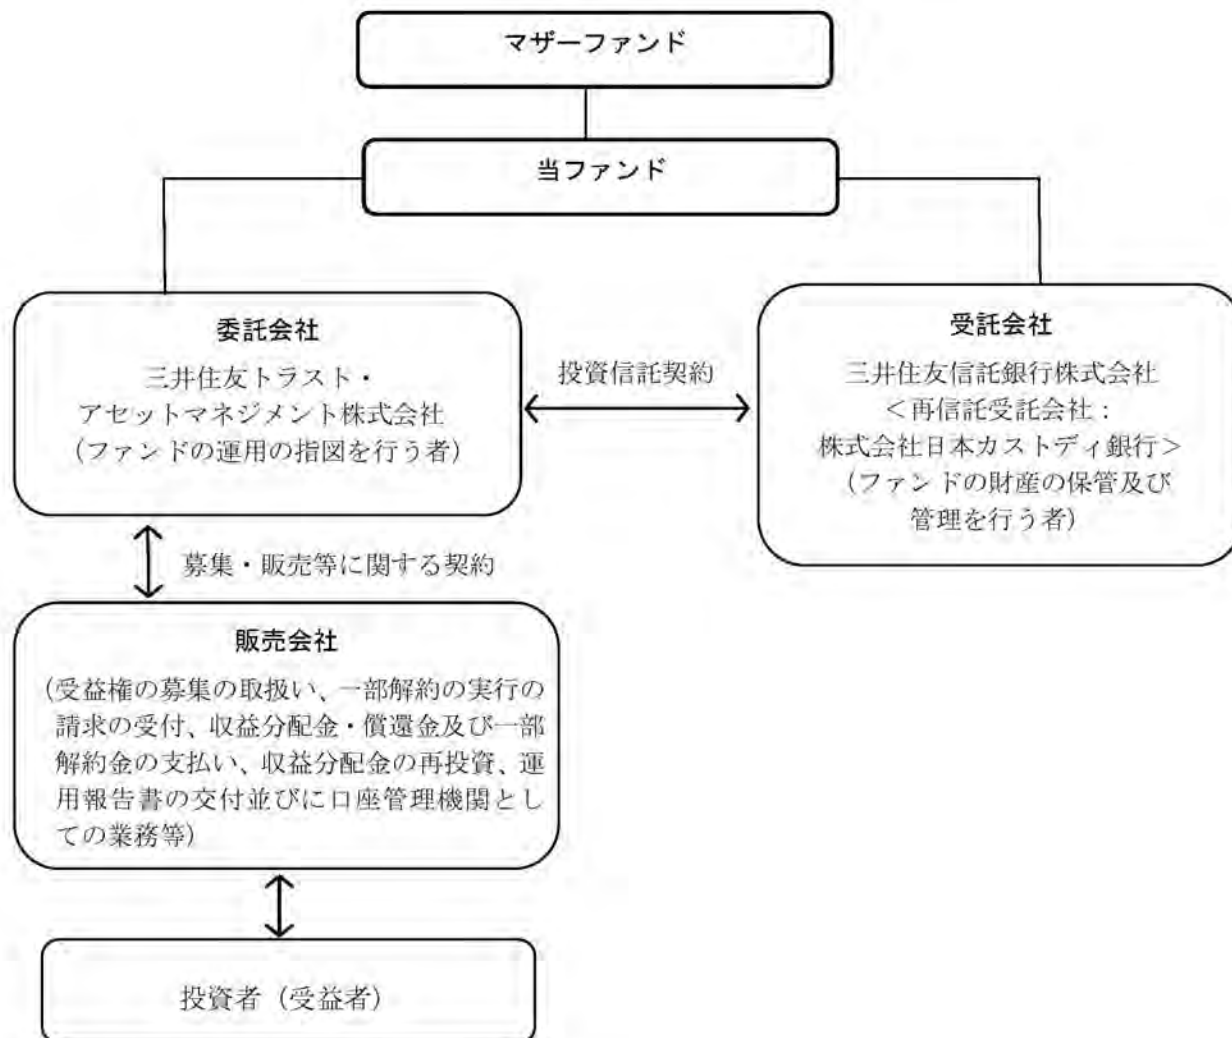 マザーファンド
当ファンド
委託会社
三井住友トラスト・
アセットマネジメント株式会社
（ファンドの運用の指図を行う者）
投資信託契約
受託会社
三井住友信託銀行株式会社
＜再信託受託会社：
株式会社日本カストディ銀行＞
（ファンドの財産の保管及び
管理を行う者）
募集・販売等に関する契約
販売会社
（受益権の募集の取扱い、一部解約の実行の
請求の受付、収益分配金・償還金及び一部
解約金の支払い、収益分配金の再投資、運
用報告書の交付並びに口座管理機関とし
ての業務等）
投資者（受益者）